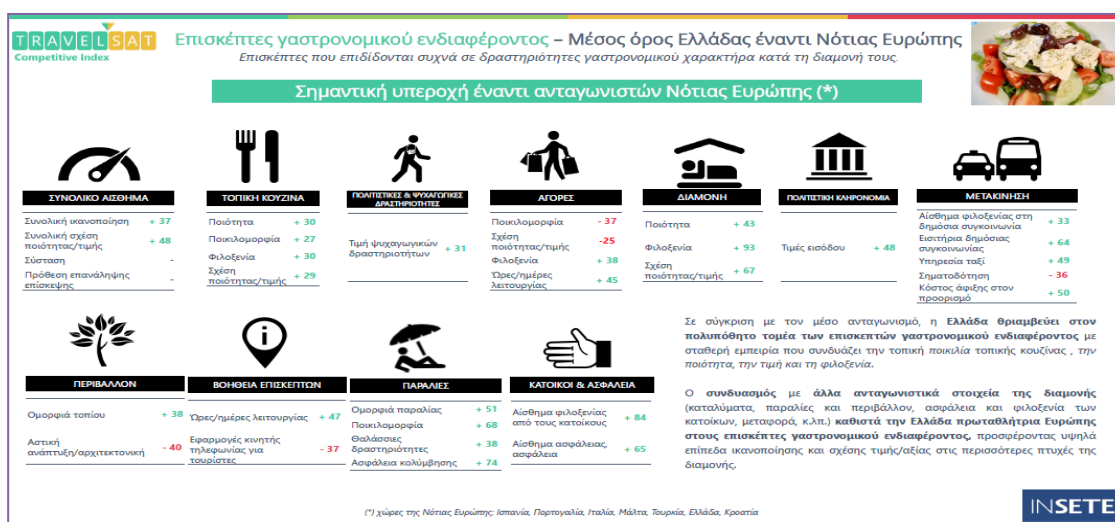 TRAVELSAT
Competitive Index
Επισκέπτες γαστρονομικού ενδιαφέροντος – Μέσος όρος Ελλάδας έναντι Νότιας Ευρώπης
Επισκέπτες που επιδίδονται συχνά σε δραστηριότητες γαστρονομικού χαρακτήρα κατά τη διαμονή τους.
Σημαντική υπεροχή έναντι ανταγωνιστών Νότιας Ευρώπης (*)
ΣΥΝΟΛΙΚΟ ΑΙΣΘΗΜΑ
Συνολική ικανοποίηση + 37
Συνολική σχέση
ποιότητας/τιμής + 48
Σύσταση -
Πρόθεση επανάληψης
επίσκεψης -
ΤΟΠΙΚΗ ΚΟΥΖΙΝΑ
Ποιότητα + 30
Ποικιλομορφία + 27
Φιλοξενία + 30
Σχέση
ποιότητας/τιμής + 29
ΠΟΛΙΤΙΣΤΙΚΕΣ & ΨΥΧΑΓΩΓΙΚΕΣ
ΔΡΑΣΤΗΡΙΟΤΗΤΕΣ
Τιμή ψυχαγωγικών
δραστηριοτήτων + 31
ΑΓΟΡΕΣ
Ποικιλομορφία - 37
Σχέση
ποιότητας/τιμής -25
Φιλοξενία + 38
Ώρες/ημέρες
λειτουργίας + 45
ΔΙΑΜΟΝΗ
Ποιότητα + 43
Φιλοξενία + 93
Σχέση
ποιότητας/τιμής + 67
ΠΟΛΙΤΙΣΤΙΚΗ ΚΛΗΡΟΝΟΜΙΑ
Τιμές εισόδου + 48
ΜΕΤΑΚΙΝΗΣΗ
Αίσθημα φιλοξενίας στη
δημόσια συγκοινωνία + 33
Εισιτήρια δημόσιας
συγκοινωνίας + 64
Υπηρεσία ταξί + 49
Σηματοδότηση - 36
Κόστος άφιξης στον
προορισμό + 50
ΠΕΡΙΒΑΛΛΟΝ
Ομορφιά τοπίου + 38
Αστική
ανάπτυξη/αρχιτεκτονική - 40
ΒΟΗΘΕΙΑ ΕΠΙΣΚΕΠΤΩΝ
Ώρες/ημέρες λειτουργίας + 47
Εφαρμογές κινητής
τηλεφωνίας για
τουρίστες - 37
ΠΑΡΑΛΙΕΣ
Ομορφιά παραλίας + 51
Ποικιλομορφία + 68
Θαλάσσιες
δραστηριότητες + 38
Ασφάλεια κολύμβησης + 74
ΚΑΤΟΙΚΟΙ & ΑΣΦΑΛΕΙΑ
Αίσθημα φιλοξενίας
από τους κατοίκους + 84
Αίσθημα ασφάλειας,
ασφάλεια + 65
Σε σύγκριση με τον μέσο ανταγωνισμό, η Ελλάδα θριαμβεύει στον
πολυπόθητο τομέα των επισκεπτών γαστρονομικού ενδιαφέροντος με
σταθερή εμπειρία που συνδυάζει την τοπική ποικιλία τοπικής κουζίνας , την
ποιότητα, την τιμή και τη φιλοξενία.
Ο συνδυασμός με άλλα ανταγωνιστικά στοιχεία της διαμονής
(καταλύματα, παραλίες και περιβάλλον, ασφάλεια και φιλοξενία των
κατοίκων, μεταφορά, κ.λπ.) καθιστά την Ελλάδα πρωταθλήτρια Ευρώπης
στους επισκέπτες γαστρονομικού ενδιαφέροντος, προσφέροντας υψηλά
επίπεδα ικανοποίησης και σχέσης τιμής/αξίας στις περισσότερες πτυχές της
διαμονής.
(*) χώρες της Νότιας Ευρώπης: Ισπανία, Πορτογαλία, Ιταλία, Μάλτα, Τουρκία, Ελλάδα, Κροατία
INSETE